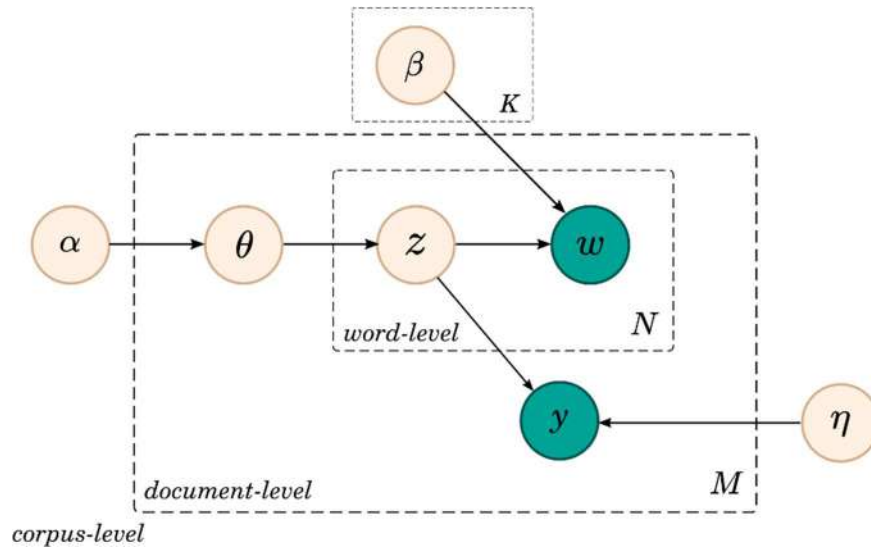 β
K
α
θ
z
w
word-level
N
y
η
document-level
M
corpus-level